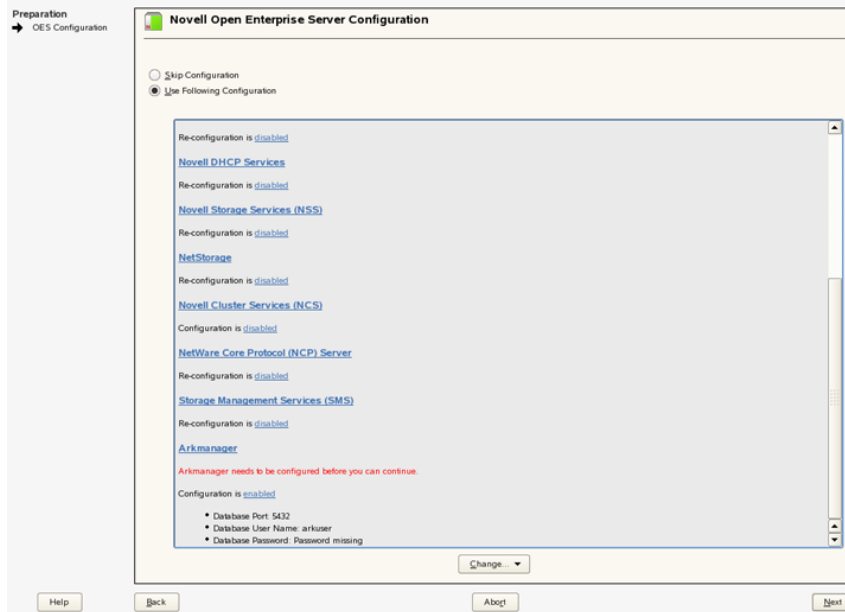 Preparation
OES Configuration
Novell Open Enterprise Server Configuration
Skip Configuration
Use Following Configuration
Re-configuration is disabled
Novell DHCP Services
Re-configuration is disabled
Novell Storage Services (NSS)
Re-configuration is disabled
NetStorage
Re-configuration is disabled
Novell Cluster Services (NCS)
Configuration is disabled
NetWare Core Protocol (NCP) Server
Re-configuration is disabled
Storage Management Services (SMS)
Re-configuration is disabled
Arkmanager
Arkmanager needs to be configured before you can continue.
Configuration is enabled
• Database Port: 5432
• Database User Name: arkuser
• Database Password: Password missing
Change...
Help
Back
Abort
Next